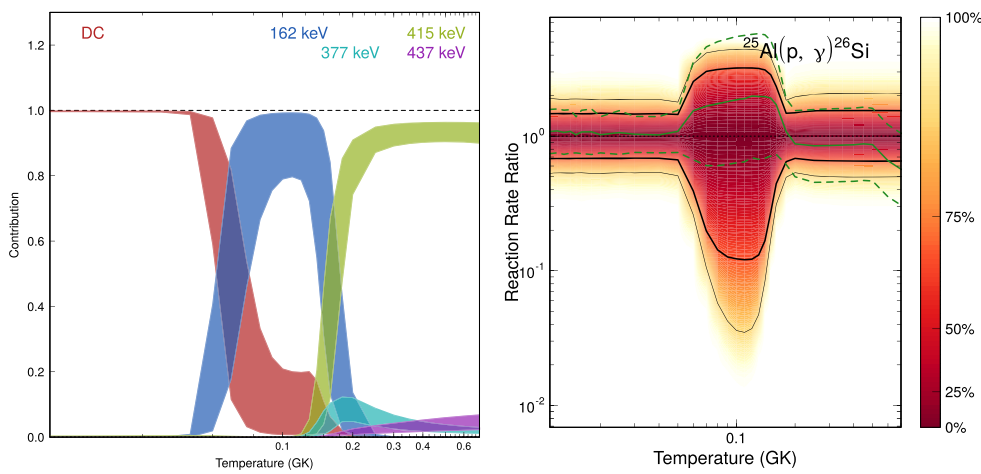 DC
162 keV
415 keV
377 keV
437 keV
1.2
1.0
0.8
0.6
0.4
0.2
0.0
Contribution
0.1
0.2
0.3
0.4
0.6
Temperature (GK)
²⁵Al(p, γ)²⁶Si
10⁰
10⁻¹
10⁻²
Reaction Rate Ratio
0.1
Temperature (GK)
100%
75%
50%
25%
0%